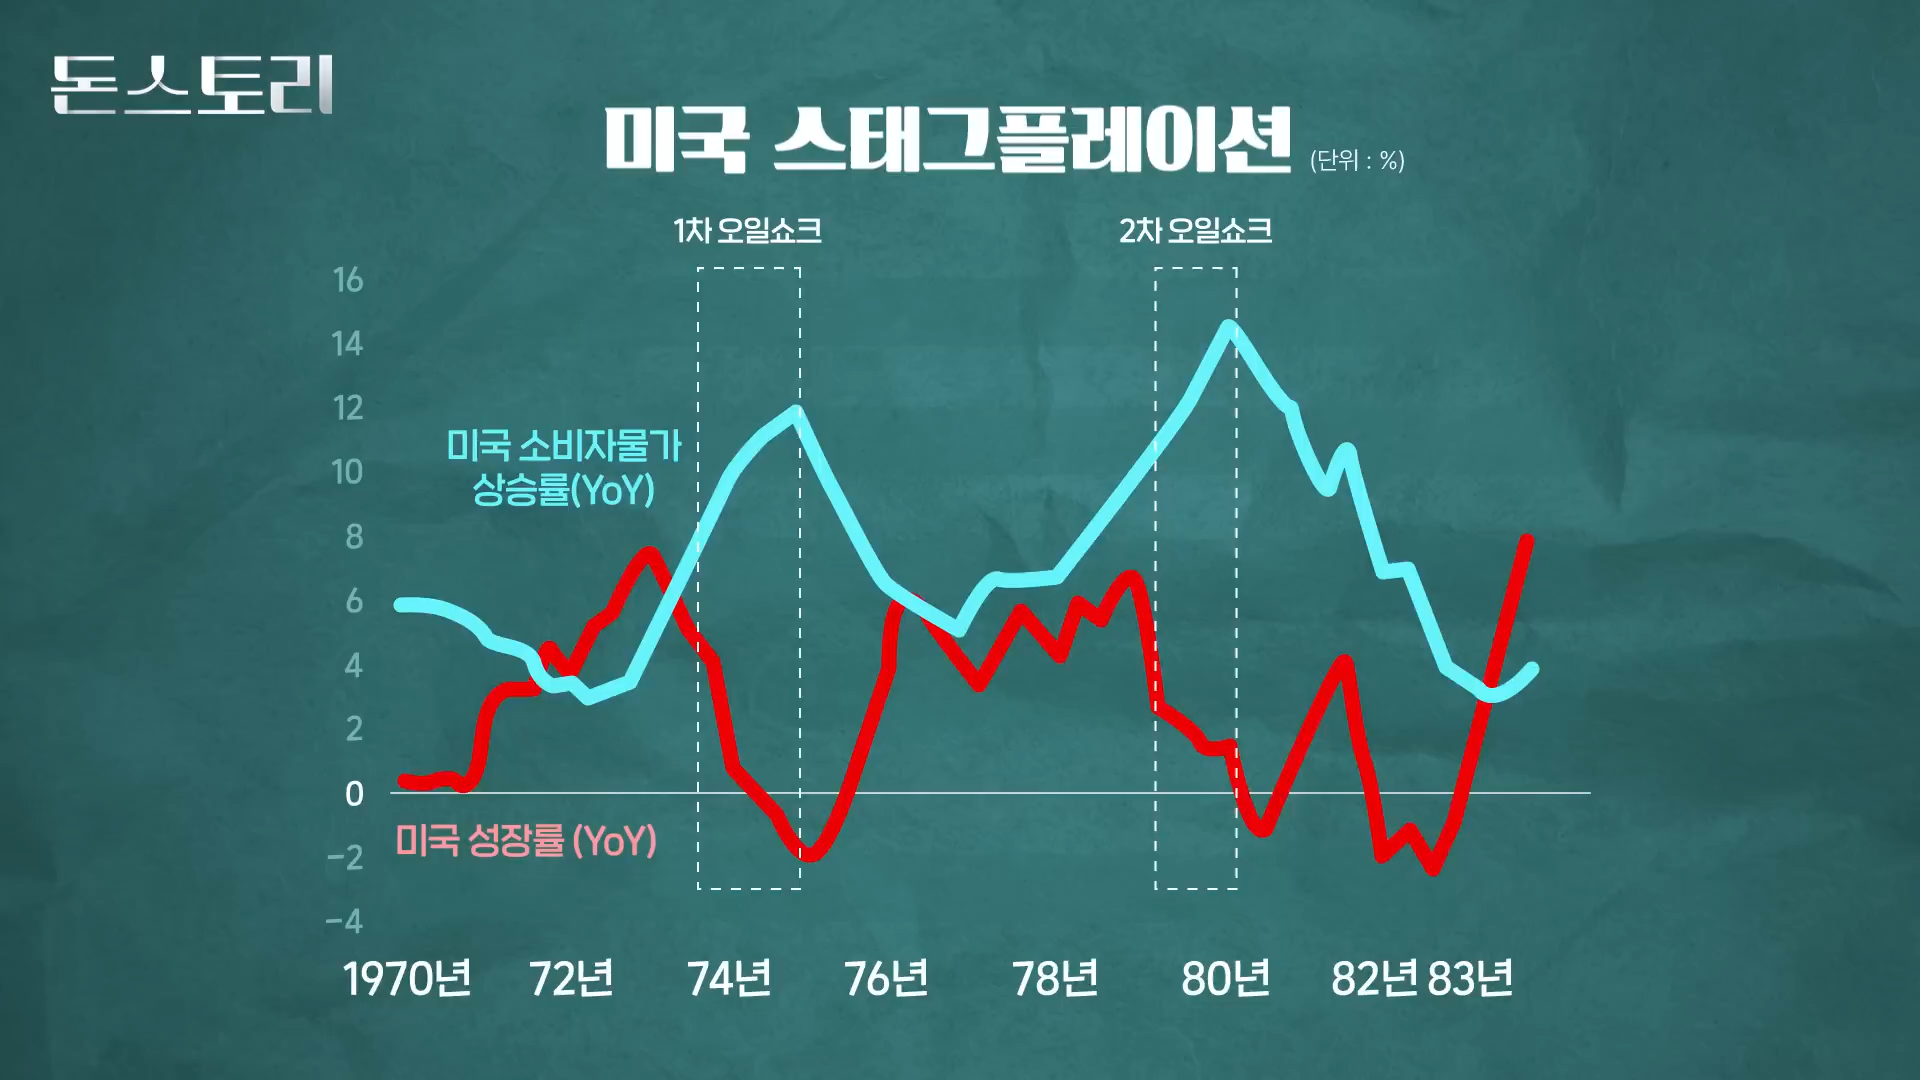 돈스토리
미국 스태그플레이션 (단위 : %)
1차 오일쇼크
2차 오일쇼크
16
14
12
10
8
6
4
2
0
-2
-4
미국 소비자물가
상승률(YoY)
미국 성장률 (YoY)
1970년 72년 74년 76년 78년 80년 82년 83년